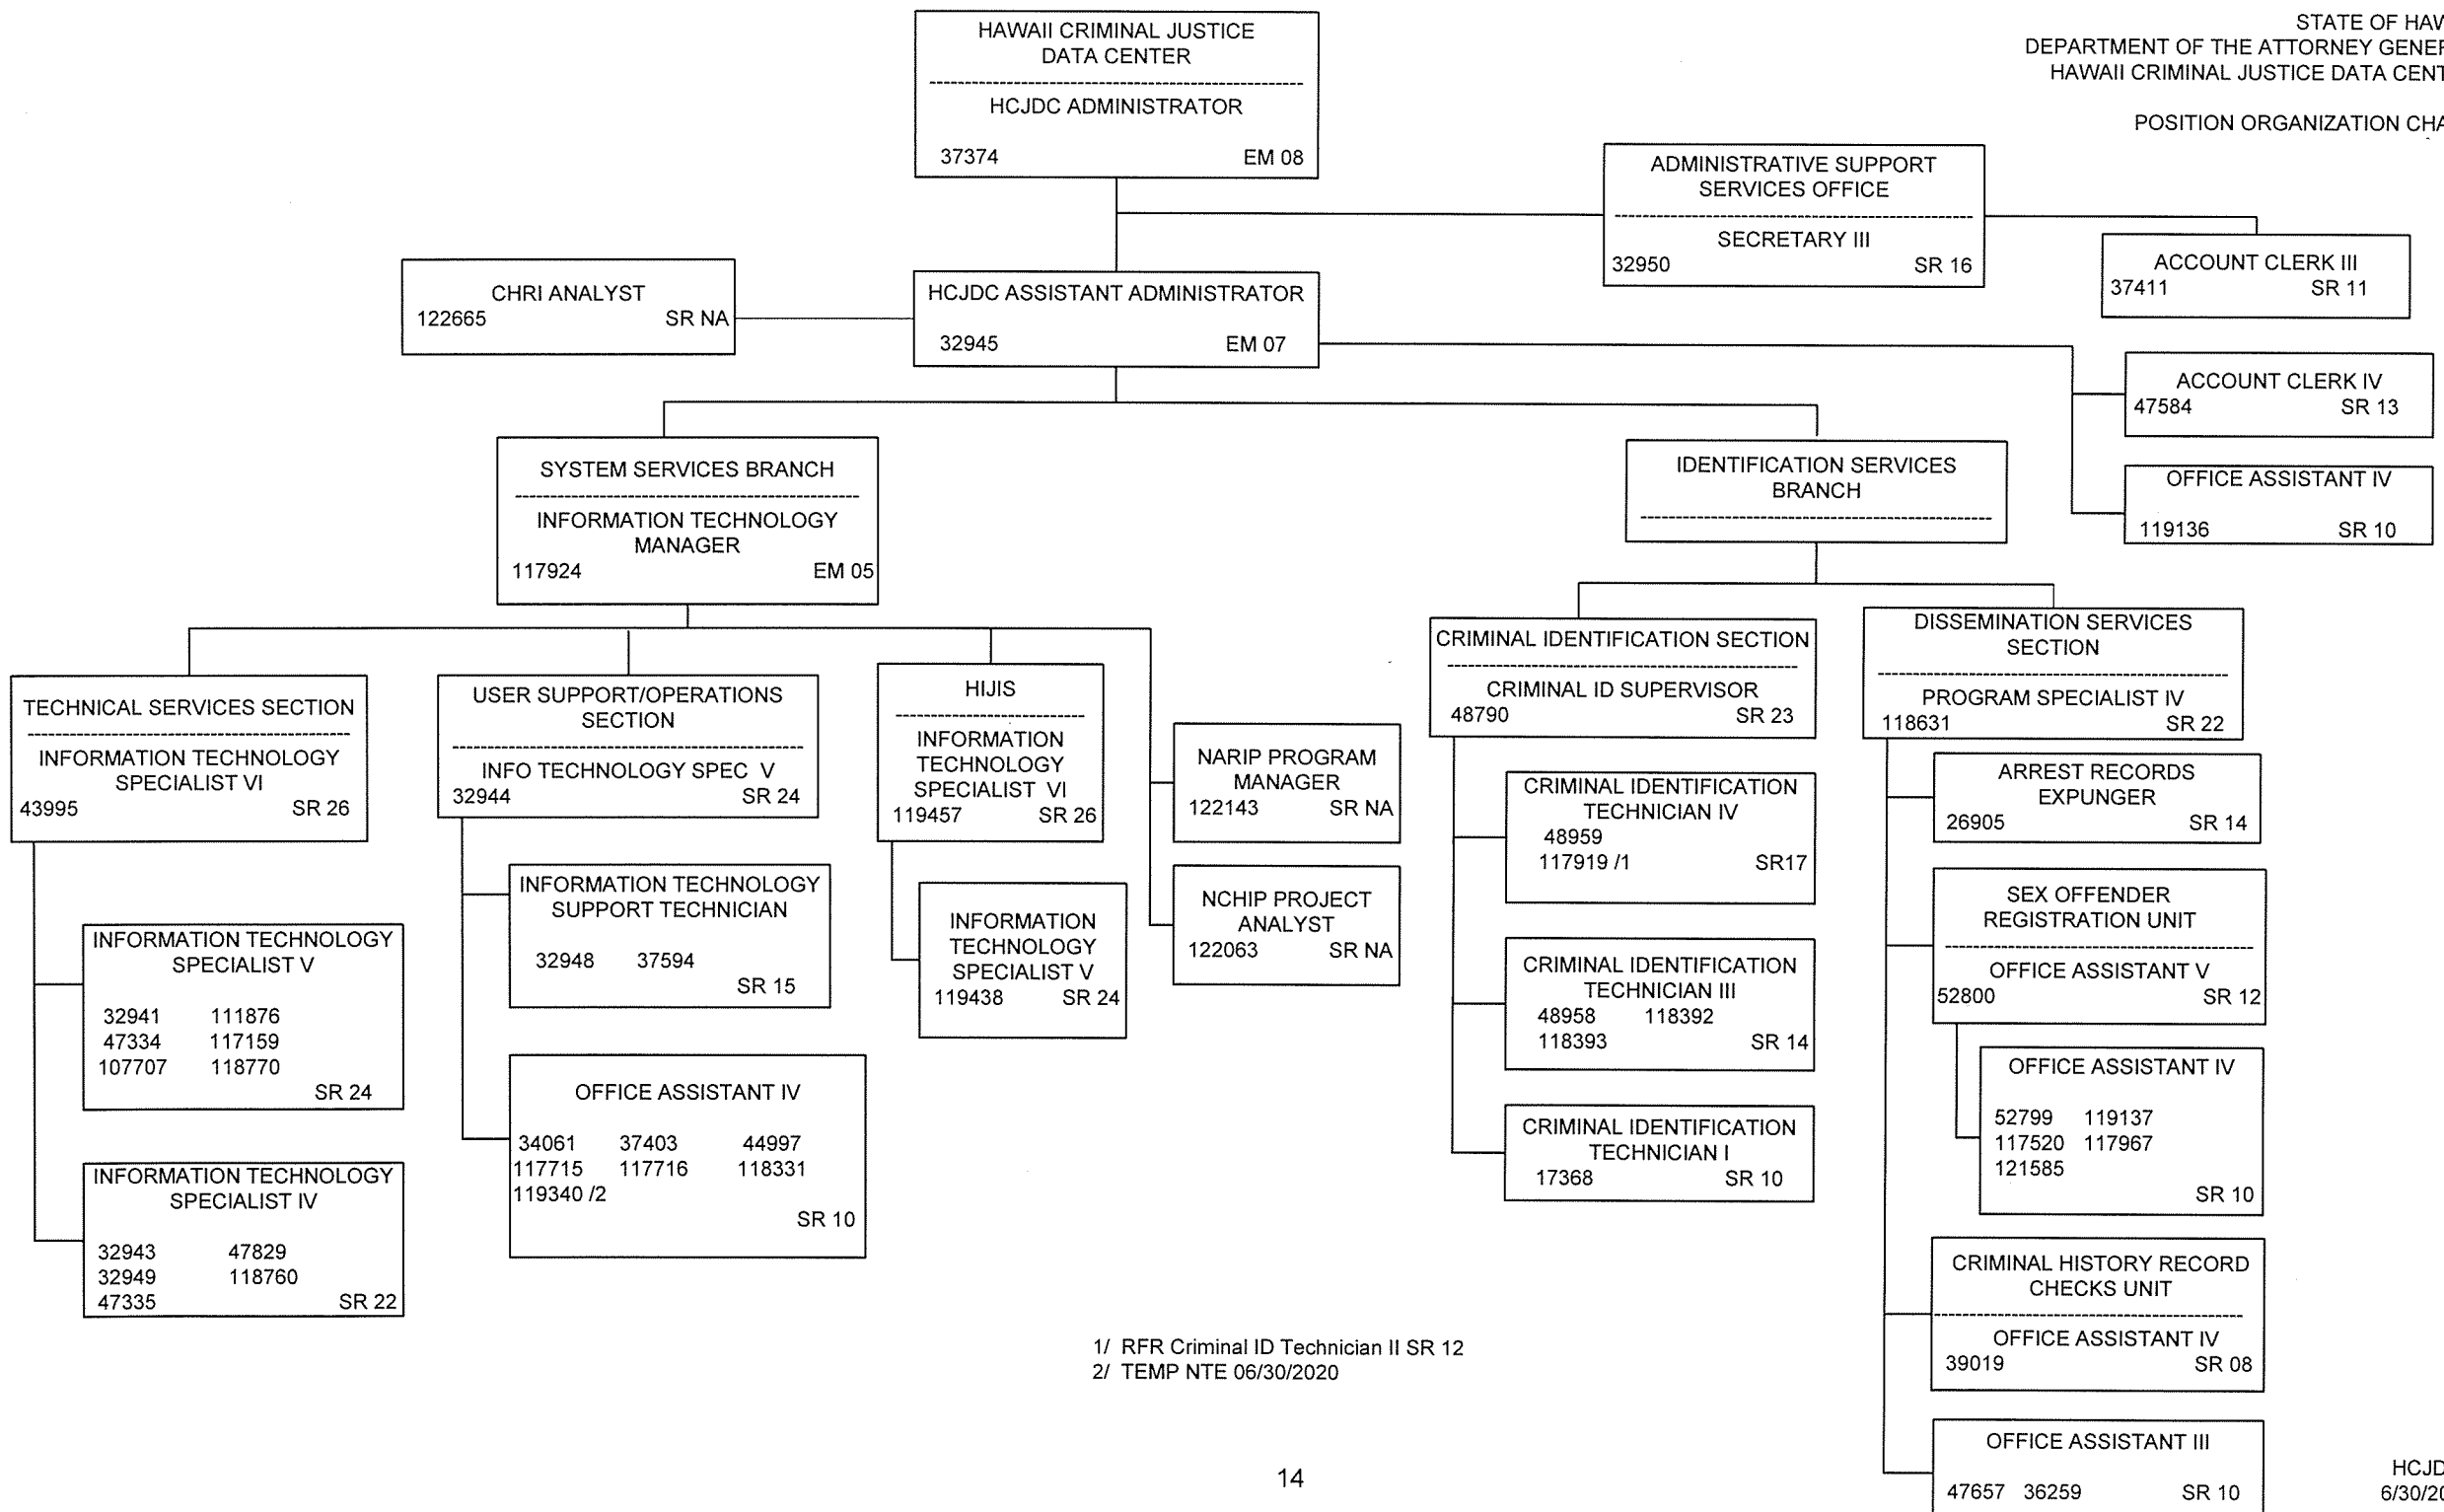 STATE OF HAW
DEPARTMENT OF THE ATTORNEY GENER
HAWAII CRIMINAL JUSTICE DATA CENT
POSITION ORGANIZATION CHA
HAWAII CRIMINAL JUSTICE
DATA CENTER
HCJDC ADMINISTRATOR
37374 EM 08
ADMINISTRATIVE SUPPORT
SERVICES OFFICE
SECRETARY III
32950 SR 16
ACCOUNT CLERK III
37411 SR 11
CHRI ANALYST
122665 SR NA
HCJDC ASSISTANT ADMINISTRATOR
32945 EM 07
ACCOUNT CLERK IV
47584 SR 13
OFFICE ASSISTANT IV
119136 SR 10
SYSTEM SERVICES BRANCH
INFORMATION TECHNOLOGY
MANAGER
117924 EM 05
IDENTIFICATION SERVICES
BRANCH
TECHNICAL SERVICES SECTION
INFORMATION TECHNOLOGY
SPECIALIST VI
43995 SR 26
INFORMATION TECHNOLOGY
SPECIALIST V
32941 111876
47334 117159
107707 118770
SR 24
INFORMATION TECHNOLOGY
SPECIALIST IV
32943 47829
32949 118760
47335 SR 22
USER SUPPORT/OPERATIONS
SECTION
INFO TECHNOLOGY SPEC V
32944 SR 24
INFORMATION TECHNOLOGY
SUPPORT TECHNICIAN
32948 37594
SR 15
OFFICE ASSISTANT IV
34061 37403 44997
117715 117716 118331
119340 /2
SR 10
HIJIS
INFORMATION
TECHNOLOGY
SPECIALIST VI
119457 SR 26
INFORMATION
TECHNOLOGY
SPECIALIST V
119438 SR 24
NARIP PROGRAM
MANAGER
122143 SR NA
NCHIP PROJECT
ANALYST
122063 SR NA
CRIMINAL IDENTIFICATION SECTION
CRIMINAL ID SUPERVISOR
48790 SR 23
CRIMINAL IDENTIFICATION
TECHNICIAN IV
48959
117919 /1 SR17
CRIMINAL IDENTIFICATION
TECHNICIAN III
48958 118392
118393 SR 14
CRIMINAL IDENTIFICATION
TECHNICIAN I
17368 SR 10
DISSEMINATION SERVICES
SECTION
PROGRAM SPECIALIST IV
118631 SR 22
ARREST RECORDS
EXPUNGER
26905 SR 14
SEX OFFENDER
REGISTRATION UNIT
OFFICE ASSISTANT V
52800 SR 12
OFFICE ASSISTANT IV
52799 119137
117520 117967
121585
SR 10
CRIMINAL HISTORY RECORD
CHECKS UNIT
OFFICE ASSISTANT IV
39019 SR 08
OFFICE ASSISTANT III
47657 36259 SR 10
1/ RFR Criminal ID Technician II SR 12
2/ TEMP NTE 06/30/2020
14
HCJD
6/30/20